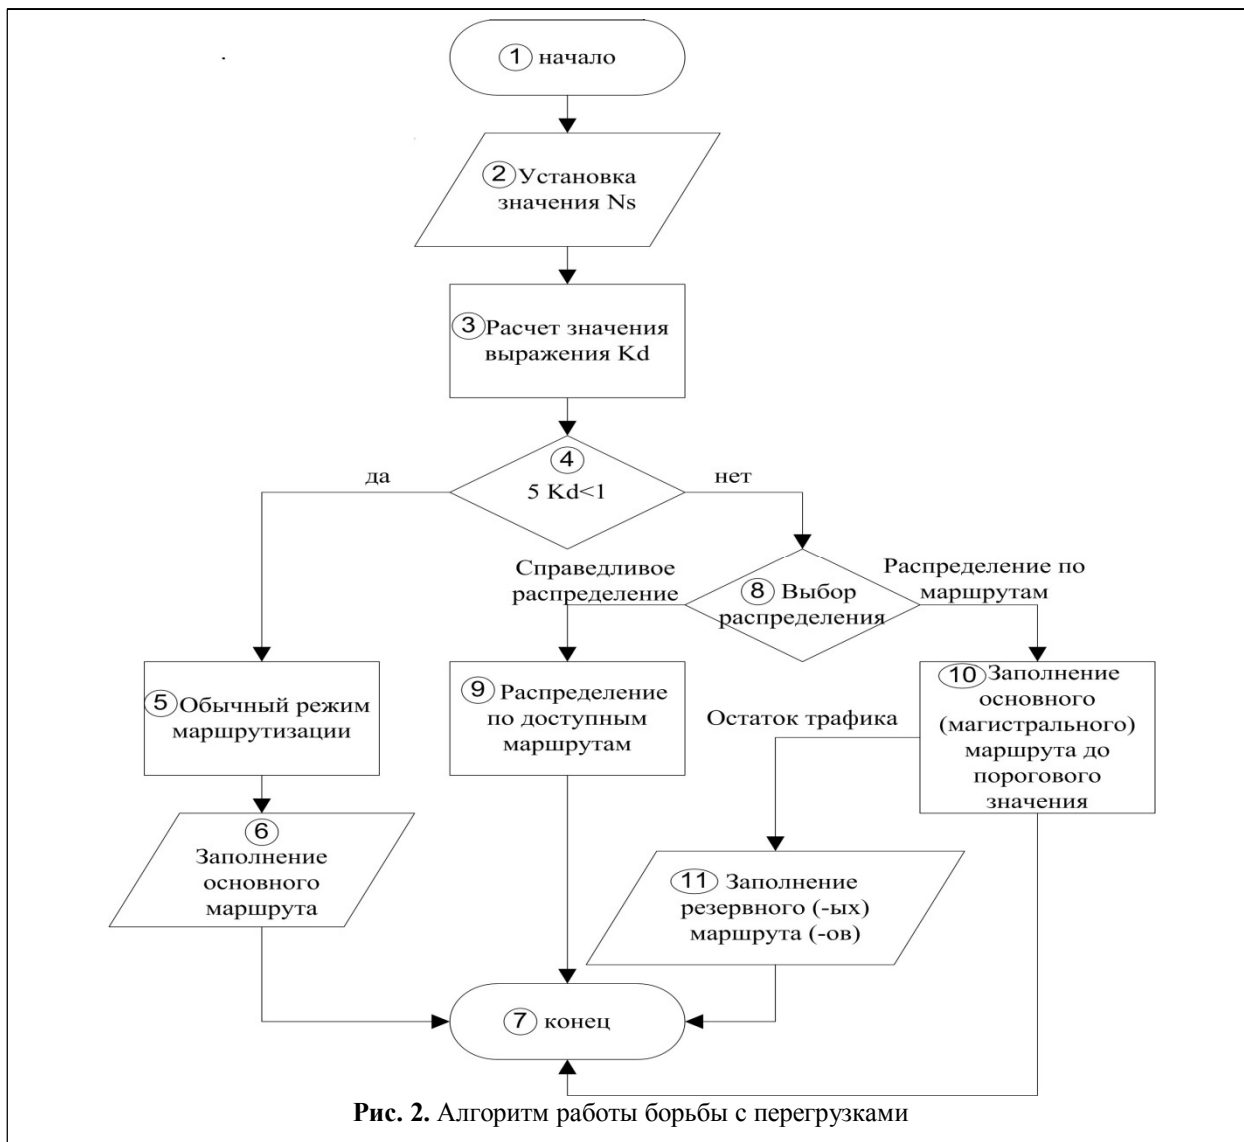 1 начало
2 Установка
значения Ns
3 Расчет значения
выражения Kd
4
5 Kd<1
да
нет
Справедливое
распределение
8 Выбор
распределения
Распределение по
маршрутам
5 Обычный режим
маршрутизации
9 Распределение
по доступным
маршрутам
10 Заполнение
основного
(магистрального)
маршрута до
порогового
значения
Остаток трафика
6
Заполнение
основного
маршрута
11 Заполнение
резервного (-ых)
маршрута (-ов)
7 конец
Рис. 2. Алгоритм работы борьбы с перегрузками